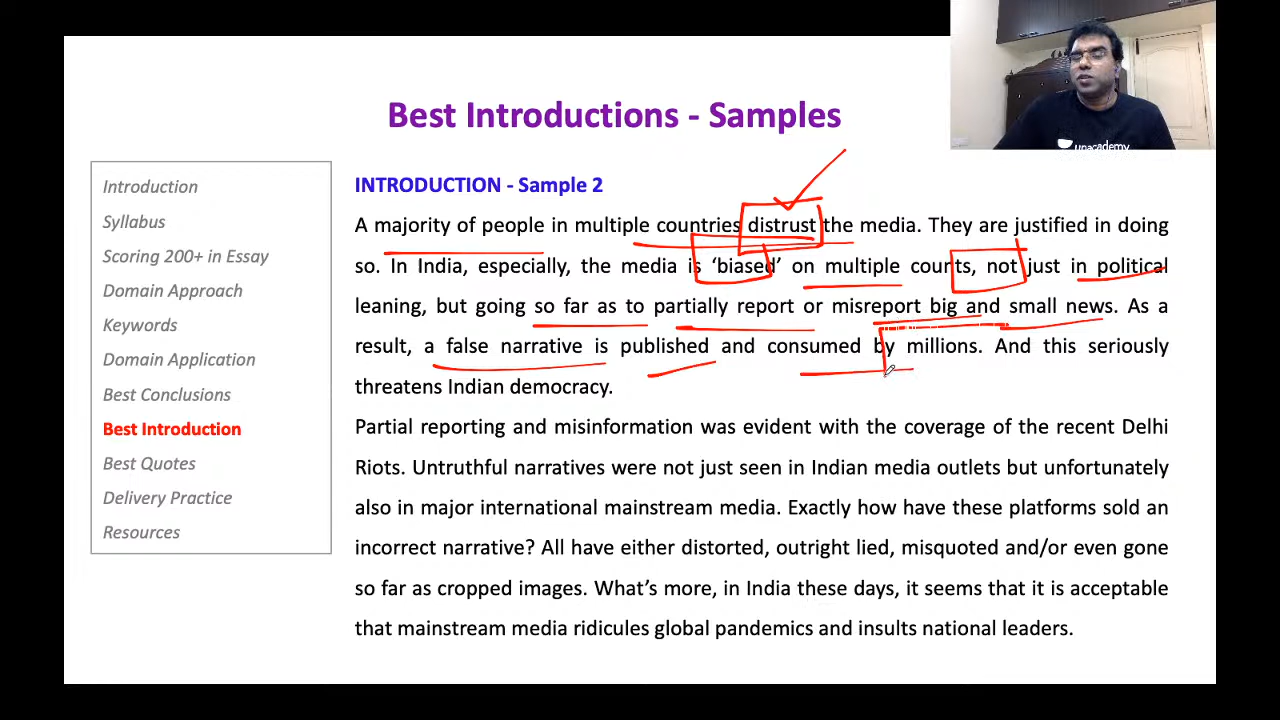 unacademy
Best Introductions - Samples
Introduction
Syllabus
Scoring 200+ in Essay
Domain Approach
Keywords
Domain Application
Best Conclusions
Best Introduction
Best Quotes
Delivery Practice
Resources
INTRODUCTION - Sample 2
A majority of people in multiple countries distrust the media. They are justified in doing
so. In India, especially, the media is ‘biased’ on multiple counts, not just in political
leaning, but going so far as to partially report or misreport big and small news. As a
result, a false narrative is published and consumed by millions. And this seriously
threatens Indian democracy.
Partial reporting and misinformation was evident with the coverage of the recent Delhi
Riots. Untruthful narratives were not just seen in Indian media outlets but unfortunately
also in major international mainstream media. Exactly how have these platforms sold an
incorrect narrative? All have either distorted, outright lied, misquoted and/or even gone
so far as cropped images. What’s more, in India these days, it seems that it is acceptable
that mainstream media ridicules global pandemics and insults national leaders.